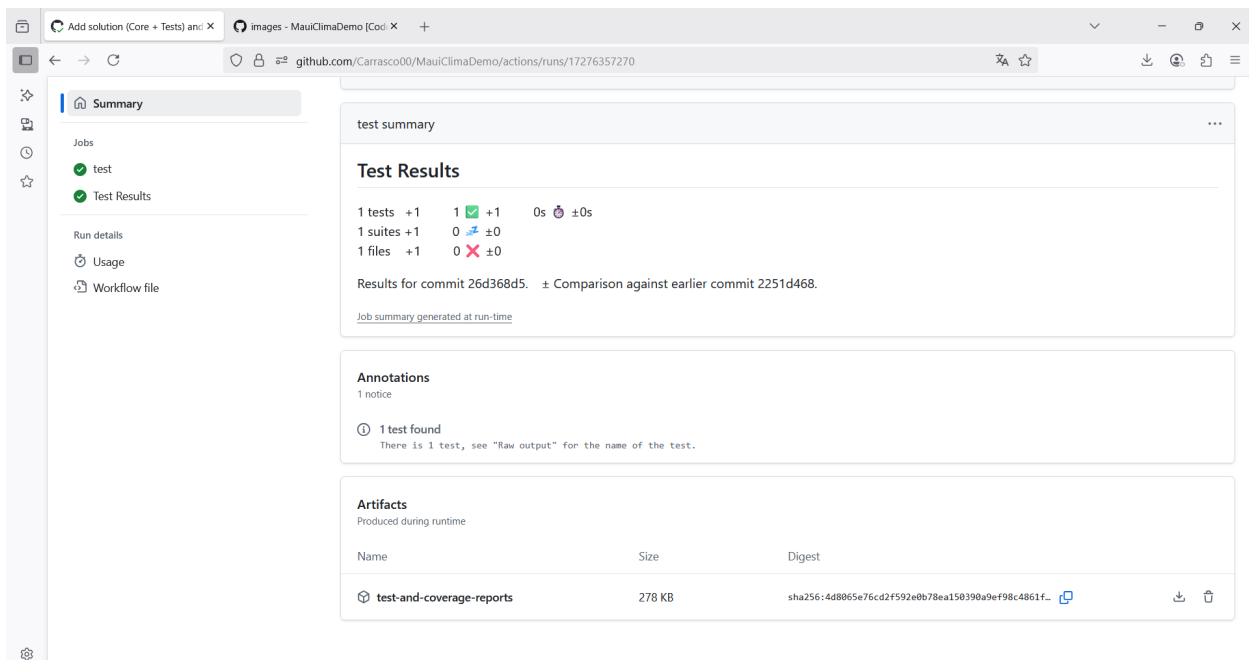 Add solution (Core + Tests) and
images - MauiClimaDemo [Cod
github.com/Carrasco00/MauiClimaDemo/actions/runs/17276357270
Summary
Jobs
test
Test Results
Run details
Usage
Workflow file
test summary
Test Results
1 tests +1 1 ✅ +1 0s ⏱ ±0s
1 suites +1 0 💤 ±0
1 files +1 0 ❌ ±0
Results for commit 26d368d5. ± Comparison against earlier commit 2251d468.
Job summary generated at run-time
Annotations
1 notice
1 test found
There is 1 test, see "Raw output" for the name of the test.
Artifacts
Produced during runtime
Name Size Digest
test-and-coverage-reports 278 KB sha256:4d8065e76cd2f592e0b78ea150390a9ef98c4861f…